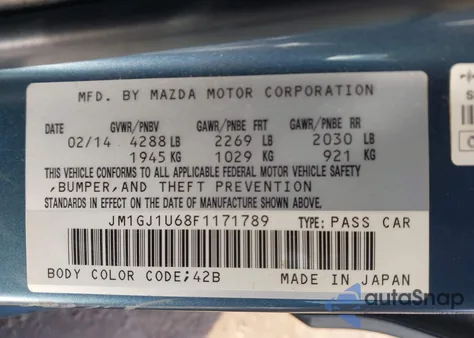 MFD. BY MAZDA MOTOR CORPORATION
DATE GVWR/PNBV GAWR/PNBE FRT GAWR/PNBE RR
02/14 4288 LB 2269 LB 2030 LB
1945 KG 1029 KG 921 KG
THIS VEHICLE CONFORMS TO ALL APPLICABLE FEDERAL MOTOR VEHICLE SAFETY
,BUMPER,AND THEFT PREVENTION
STANDARDS IN EFFECT ON THE DATE OF MANUFACTURE SHOWN ABOVE.
JM1GJ1U68F1171789 TYPE: PASS CAR
BODY COLOR CODE;42B MADE IN JAPAN
autoSnap